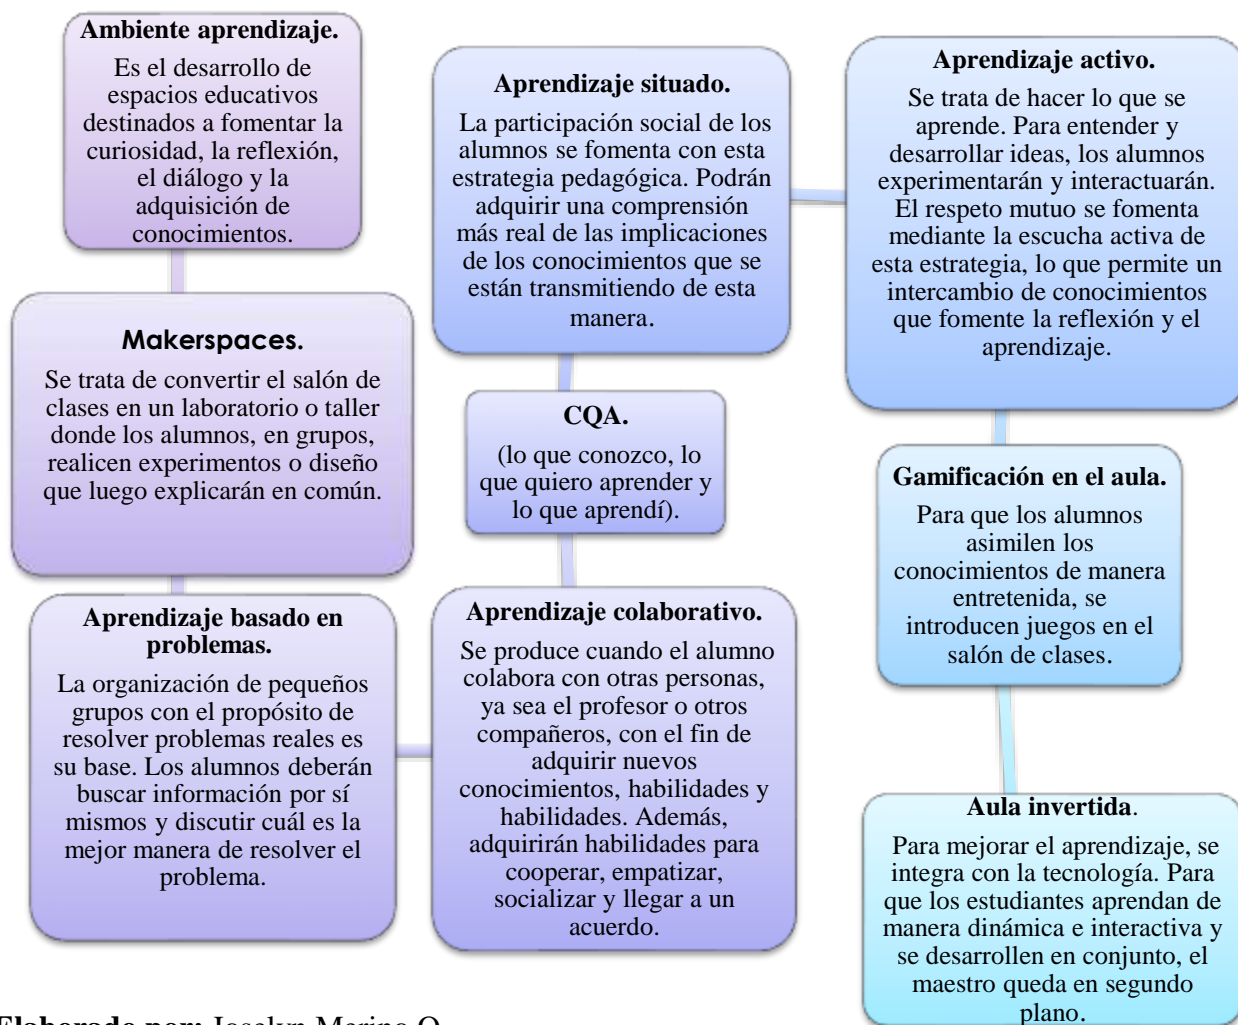 Ambiente aprendizaje.
Es el desarrollo de
espacios educativos
destinados a fomentar la
curiosidad, la reflexión,
el diálogo y la
adquisición de
conocimientos.
Makerspaces.
Se trata de convertir el salón de
clases en un laboratorio o taller
donde los alumnos, en grupos,
realicen experimentos o diseño
que luego explicarán en común.
Aprendizaje basado en
problemas.
La organización de pequeños
grupos con el propósito de
resolver problemas reales es
su base. Los alumnos deberán
buscar información por sí
mismos y discutir cuál es la
mejor manera de resolver el
problema.
Aprendizaje colaborativo.
Se produce cuando el alumno
colabora con otras personas,
ya sea el profesor o otros
compañeros, con el fin de
adquirir nuevos
conocimientos, habilidades y
habilidades. Además,
adquirirán habilidades para
cooperar, empatizar,
socializar y llegar a un
acuerdo.
CQA.
(lo que conozco, lo
que quiero aprender y
lo que aprendí).
Aprendizaje situado.
La participación social de los
alumnos se fomenta con esta
estrategia pedagógica. Podrán
adquirir una comprensión
más real de las implicaciones
de los conocimientos que se
están transmitiendo de esta
manera.
Aprendizaje activo.
Se trata de hacer lo que se
aprende. Para entender y
desarrollar ideas, los alumnos
experimentarán y interactuarán.
El respeto mutuo se fomenta
mediante la escucha activa de
esta estrategia, lo que permite un
intercambio de conocimientos
que fomente la reflexión y el
aprendizaje.
Gamificación en el aula.
Para que los alumnos
asimilen los
conocimientos de manera
entretenida, se
introducen juegos en el
salón de clases.
Aula invertida.
Para mejorar el aprendizaje, se
integra con la tecnología. Para
que los estudiantes aprendan de
manera dinámica e interactiva y
se desarrollen en conjunto, el
maestro queda en segundo
plano.